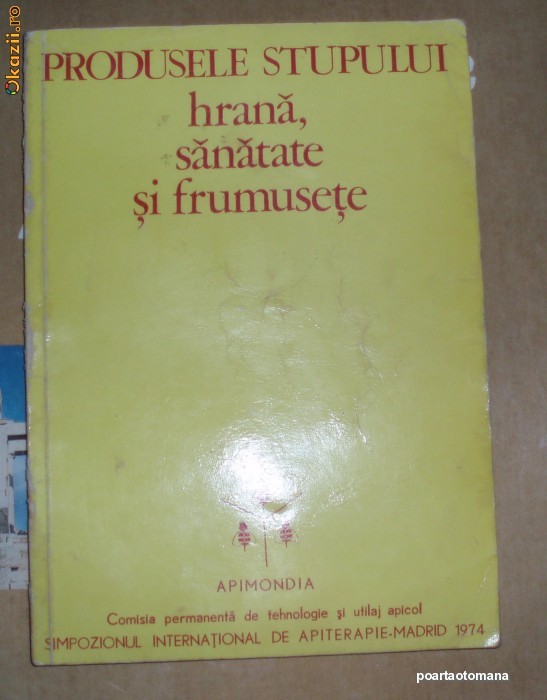 Okazii.ro
PRODUSELE STUPULUI
hrană,
sănătate
și frumusețe
APIMONDIA
Comisia permanentă de tehnologie și utilaj apicol
SIMPOZIONUL INTERNAȚIONAL DE APITERAPIE-MADRID 1974
poartaotomana